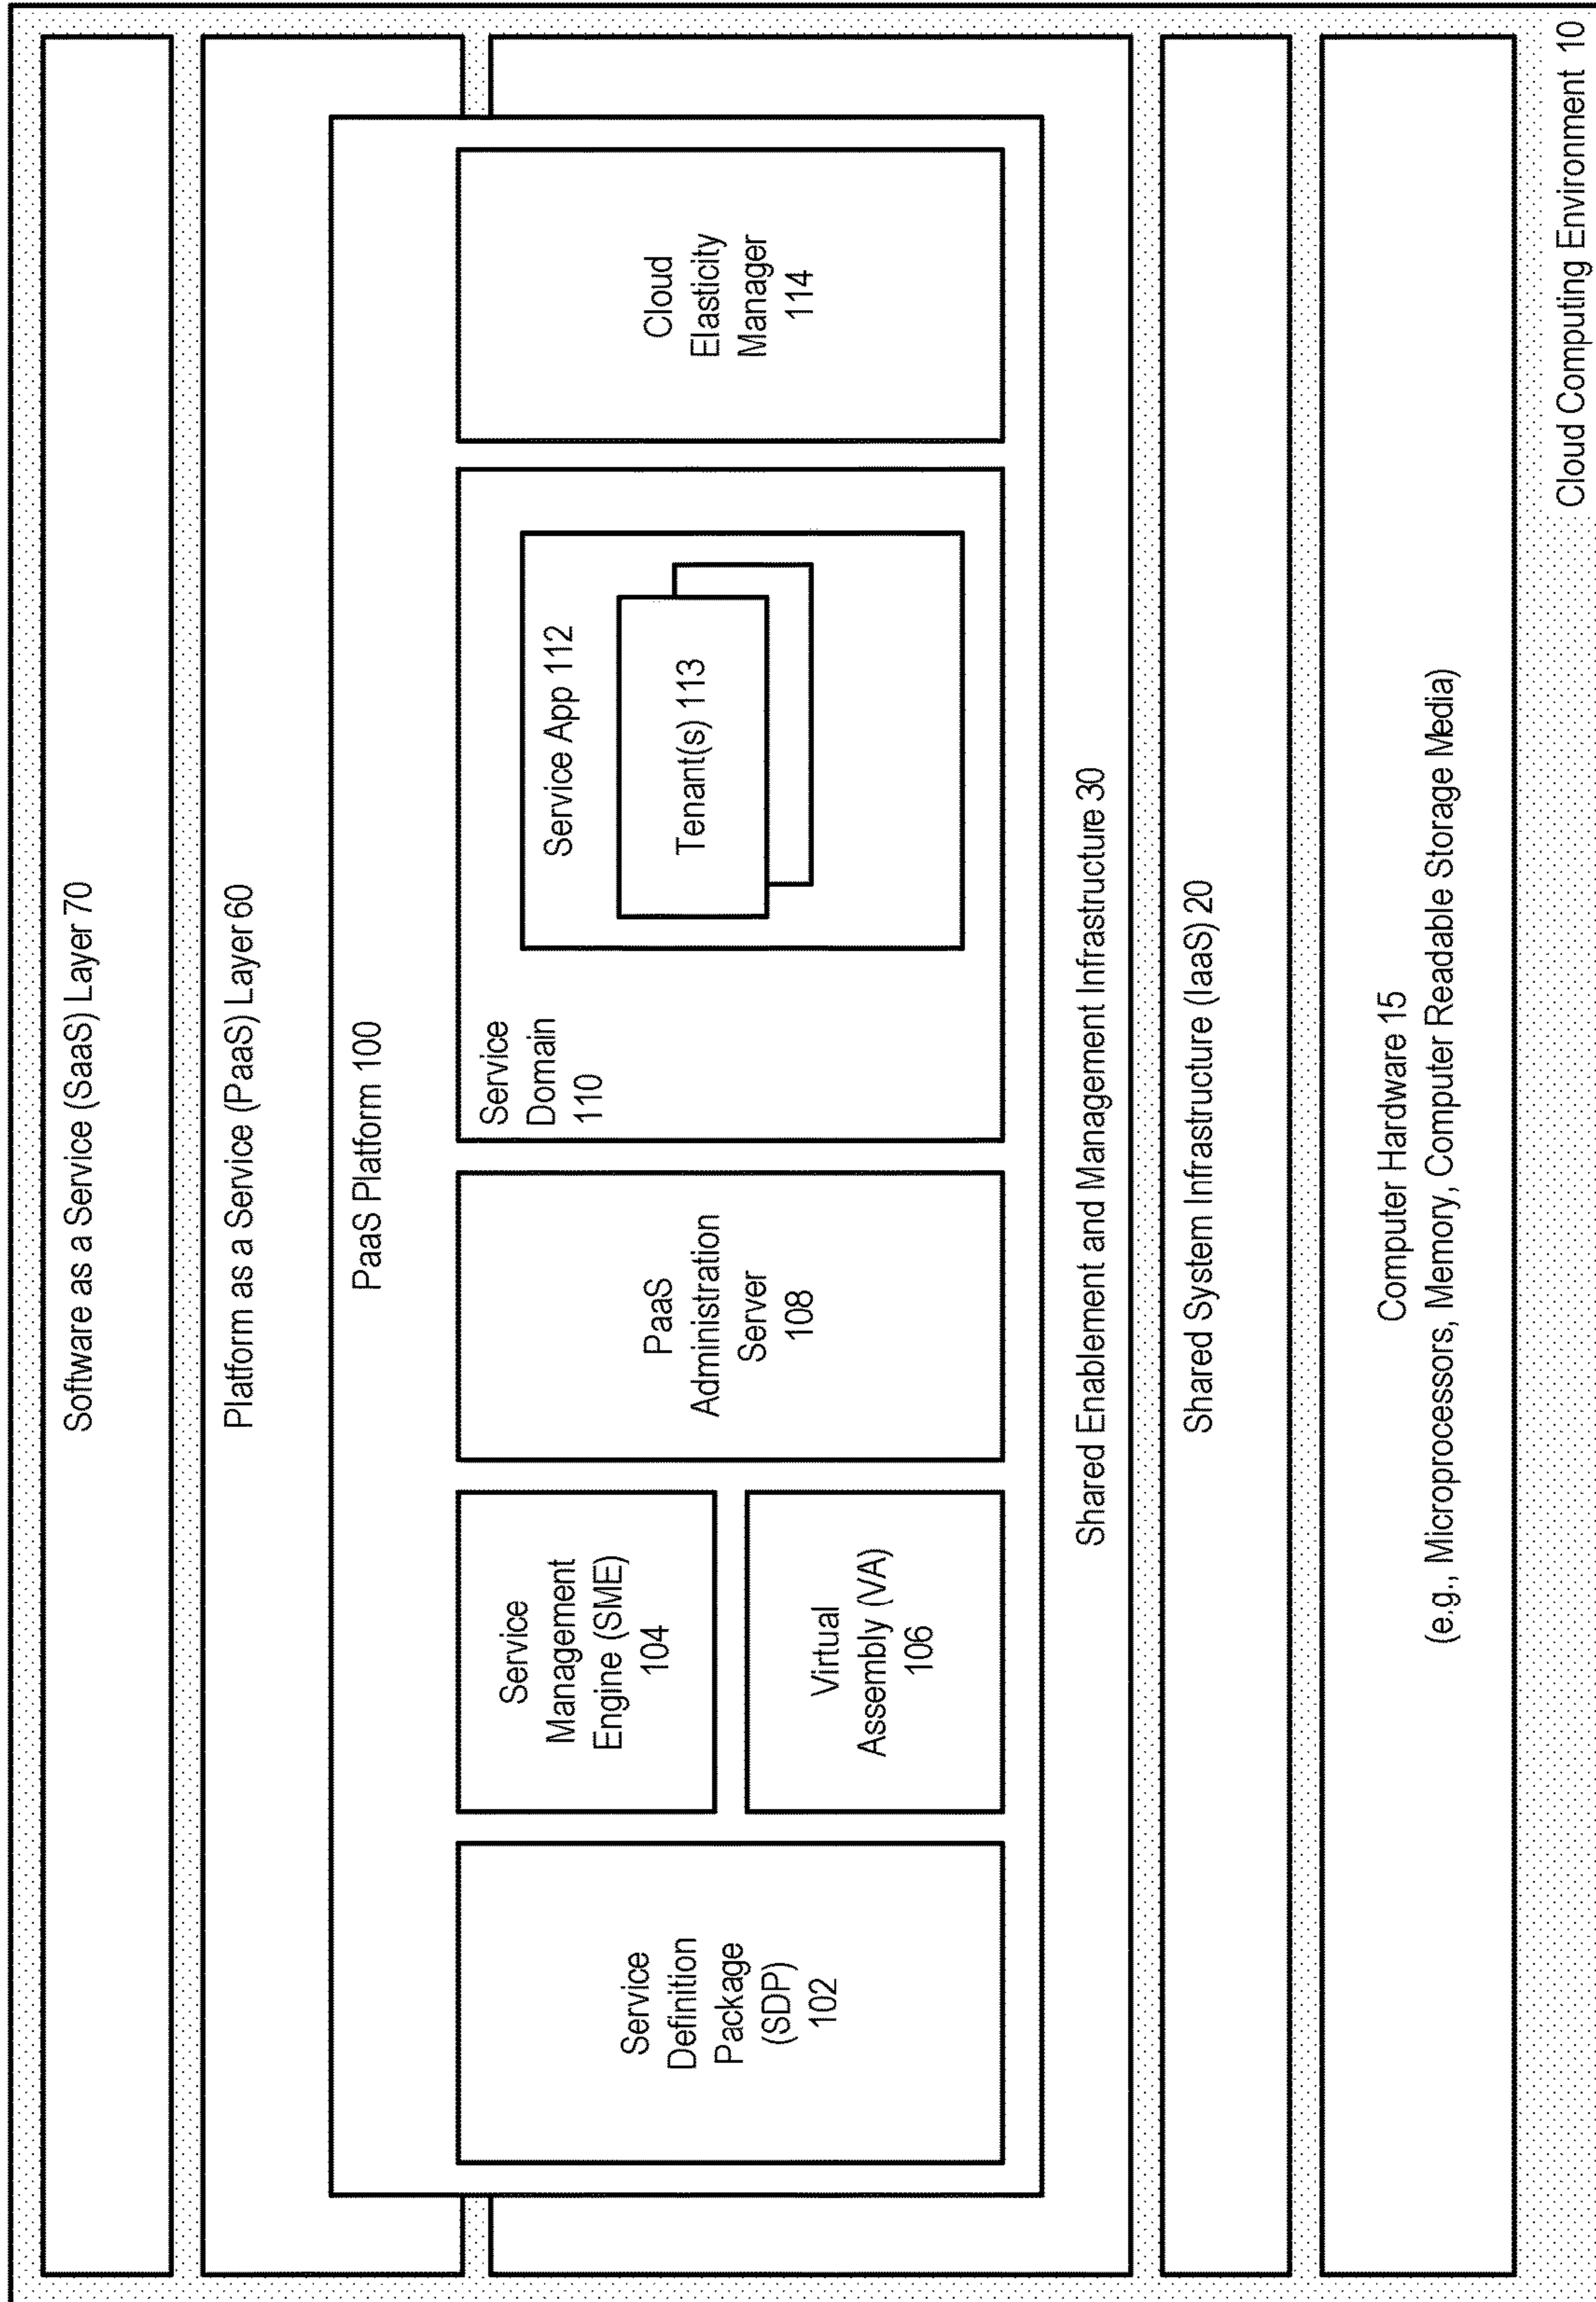 Software as a Service (SaaS) Layer 70
Platform as a Service (PaaS) Layer 60
PaaS Platform 100
Service
Definition
Package
(SDP)
102
Service
Management
Engine (SME)
104
Virtual
Assembly (VA)
106
PaaS
Administration
Server
108
Service
Domain
110
Service App 112
Tenant(s) 113
Cloud
Elasticity
Manager
114
Shared Enablement and Management Infrastructure 30
Shared System Infrastructure (IaaS) 20
Computer Hardware 15
(e.g., Microprocessors, Memory, Computer Readable Storage Media)
Cloud Computing Environment 10